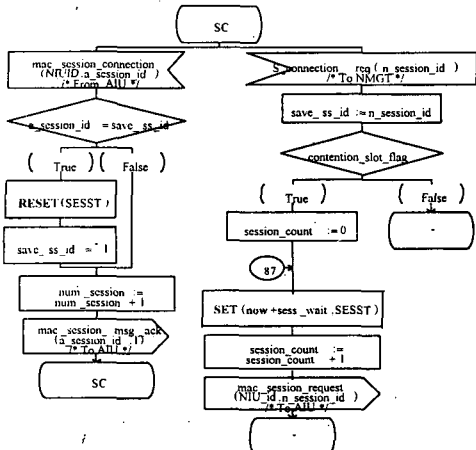 SC
mac_session_connection
(NIUID.a_session_id)
/* From AIU */
a_session_id = save_ss_id
( True ) ( False )
RESET(SESST)
save_ss_id = - 1
num_session :=
num_session + 1
mac_session_msg_ack
(a_session_id .1)
/* To AIU */
SC
S_connection_req ( n_session_id )
/* To NMGT */
save_ss_id := n_session_id
contention_slot_flag
( True ) ( False )
session_count := 0
-
87
SET (now +sess_wait .SESST)
session_count :=
session_count + 1
mac_session_request
(NIU_id .n_session_id )
/* To AIU */
-